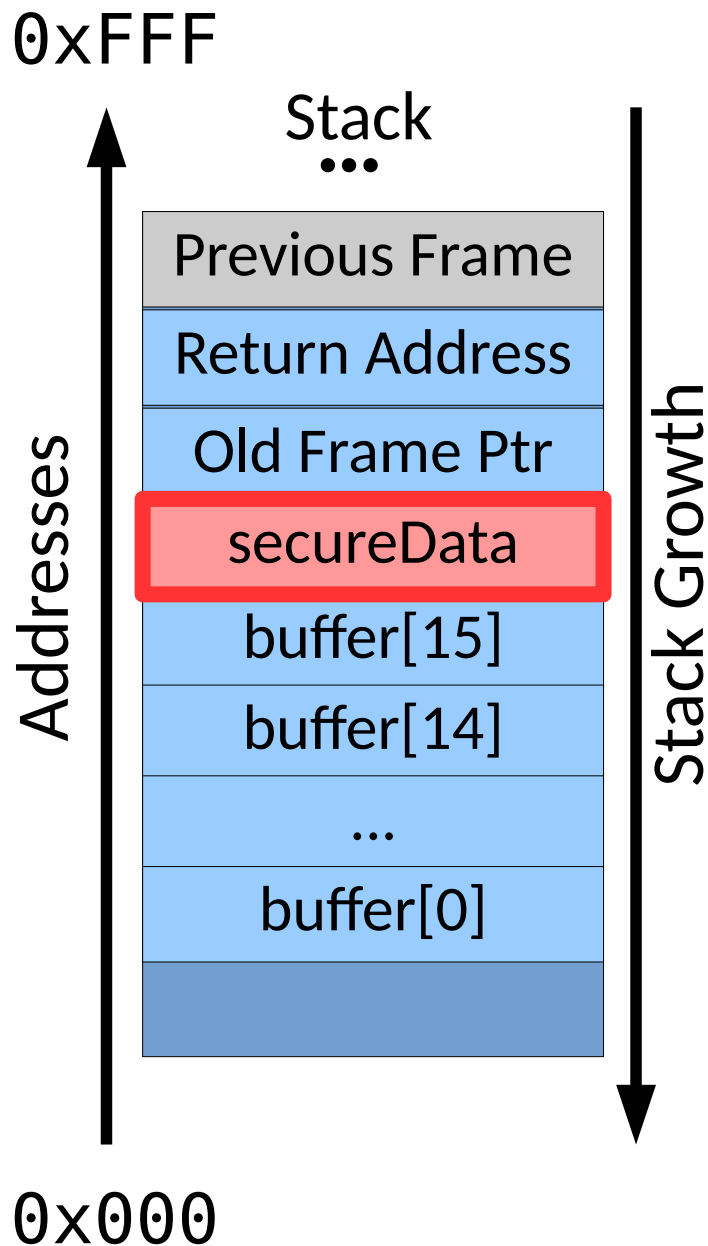 0xFFF
Stack
•••
Previous Frame
Return Address
Old Frame Ptr
secureData
buffer[15]
buffer[14]
...
buffer[0]
Addresses
Stack Growth
0x000